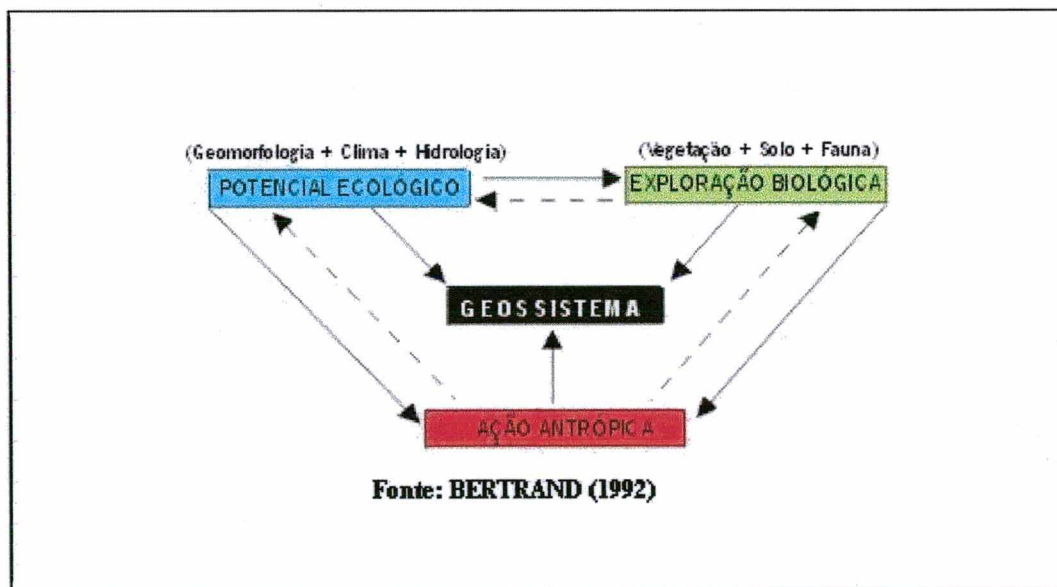 (Geomorfologia + Clima + Hidrologia)
(Vegetação + Solo + Fauna)
POTENCIAL ECOLÓGICO
EXPLORAÇÃO BIOLÓGICA
GEOSSISTEMA
AÇÃO ANTRÓPICA
Fonte: BERTRAND (1992)